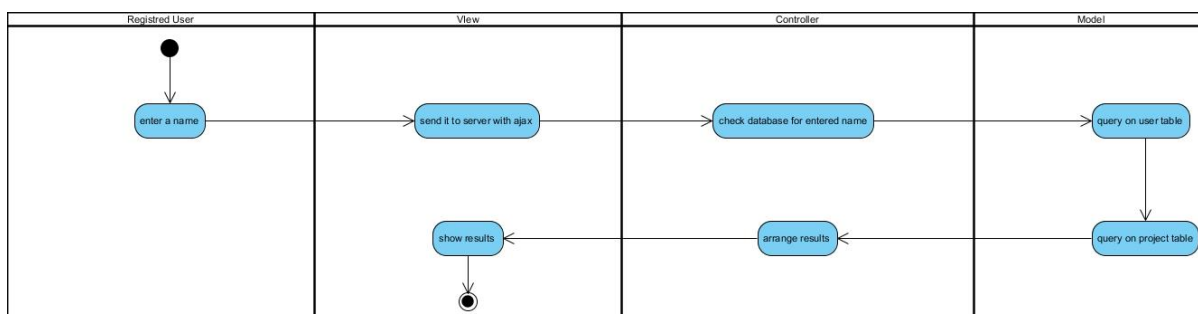 Registred User
VIew
Controller
Model
enter a name
send it to server with ajax
check database for entered name
query on user table
show results
arrange results
query on project table